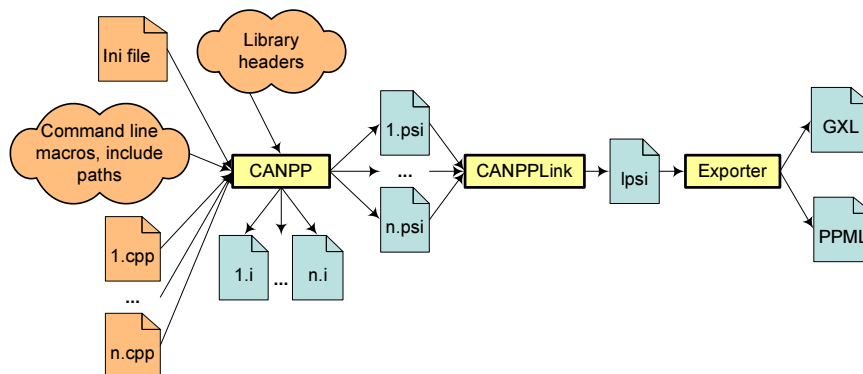 Ini file
Library
headers
Command line
macros, include
paths
1.cpp
...
n.cpp
CANPP
1.i
...
n.i
1.psi
...
n.psi
CANPPLink
lpsi
Exporter
GXL
PPML